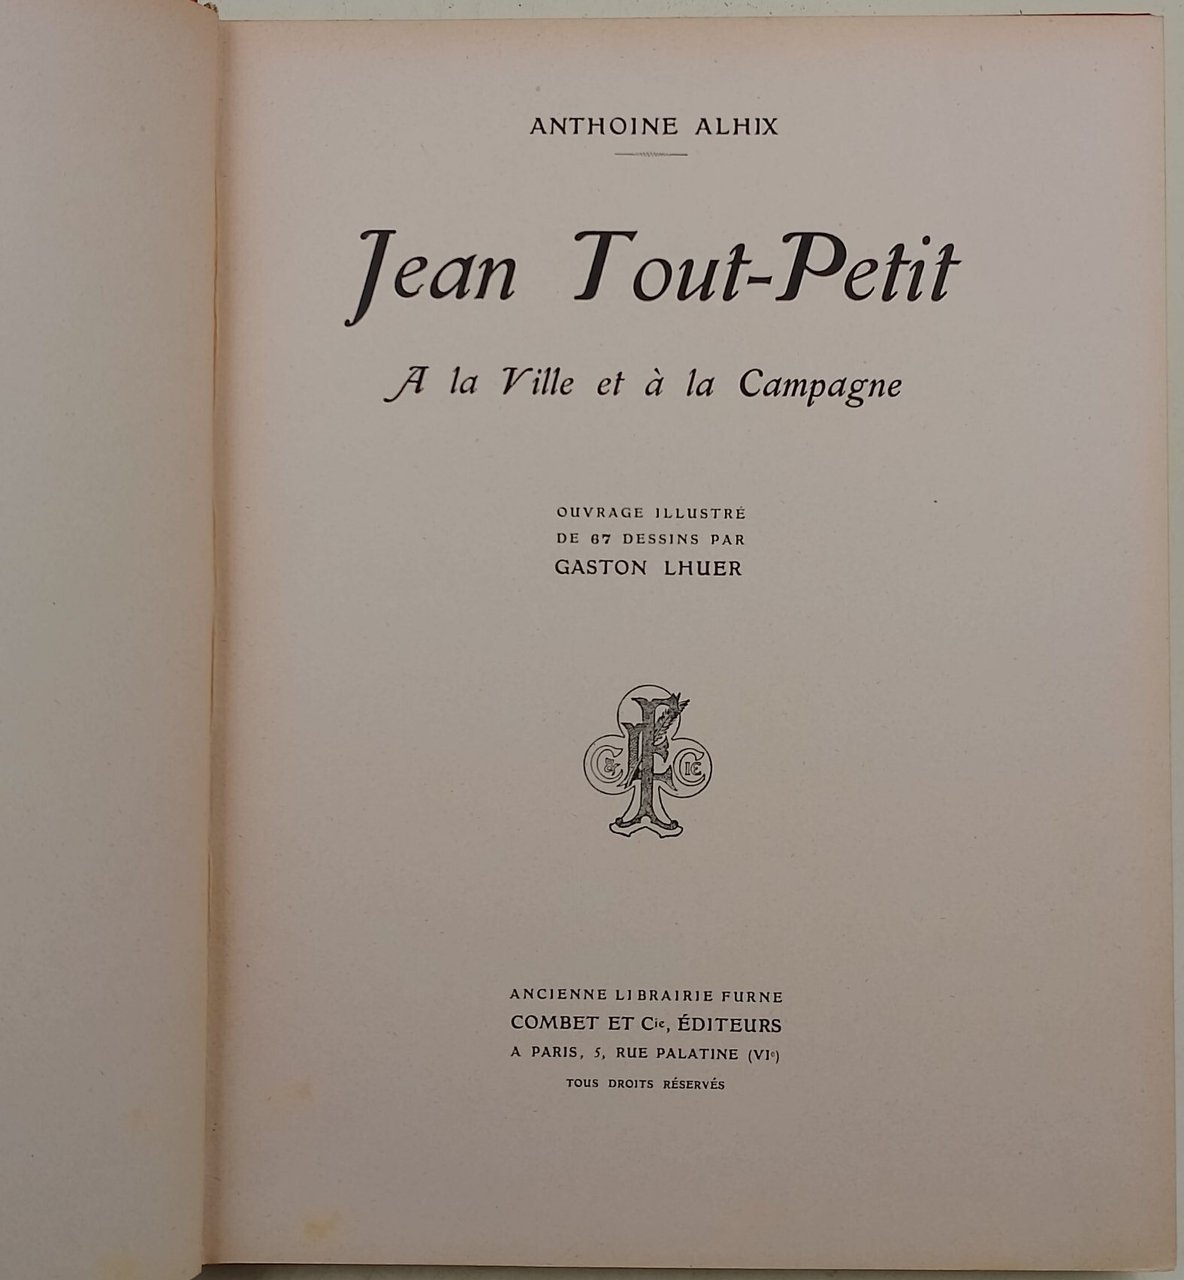 ANTHOINE ALHIX
Jean Tout-Petit
A la Ville et à la Campagne
OUVRAGE ILLUSTRÉ
DE 67 DESSINS PAR
GASTON LHUER
C & F C IE
ANCIENNE LIBRAIRIE FURNE
COMBET ET Cie, ÉDITEURS
A PARIS, 5, RUE PALATINE (VIe)
TOUS DROITS RÉSERVÉS